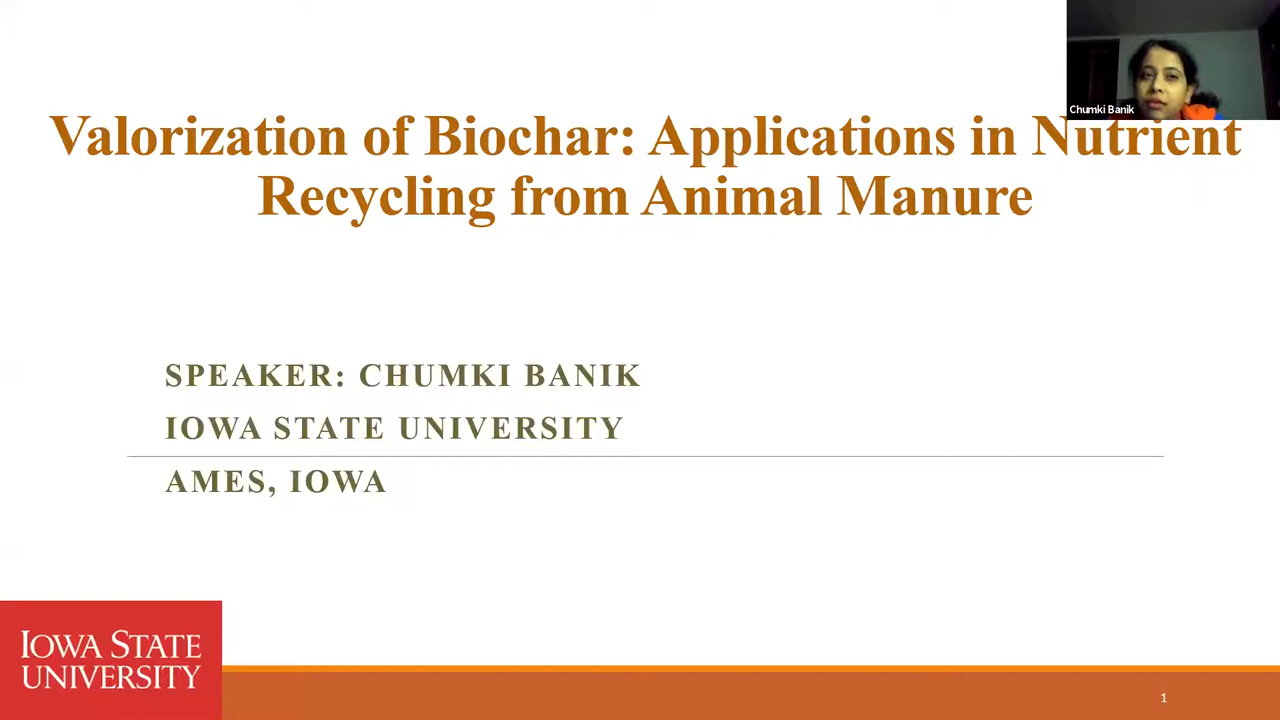 Chumki Banik
Valorization of Biochar: Applications in Nutrient
Recycling from Animal Manure
SPEAKER: CHUMKI BANIK
IOWA STATE UNIVERSITY
AMES, IOWA
IOWA STATE
UNIVERSITY
1